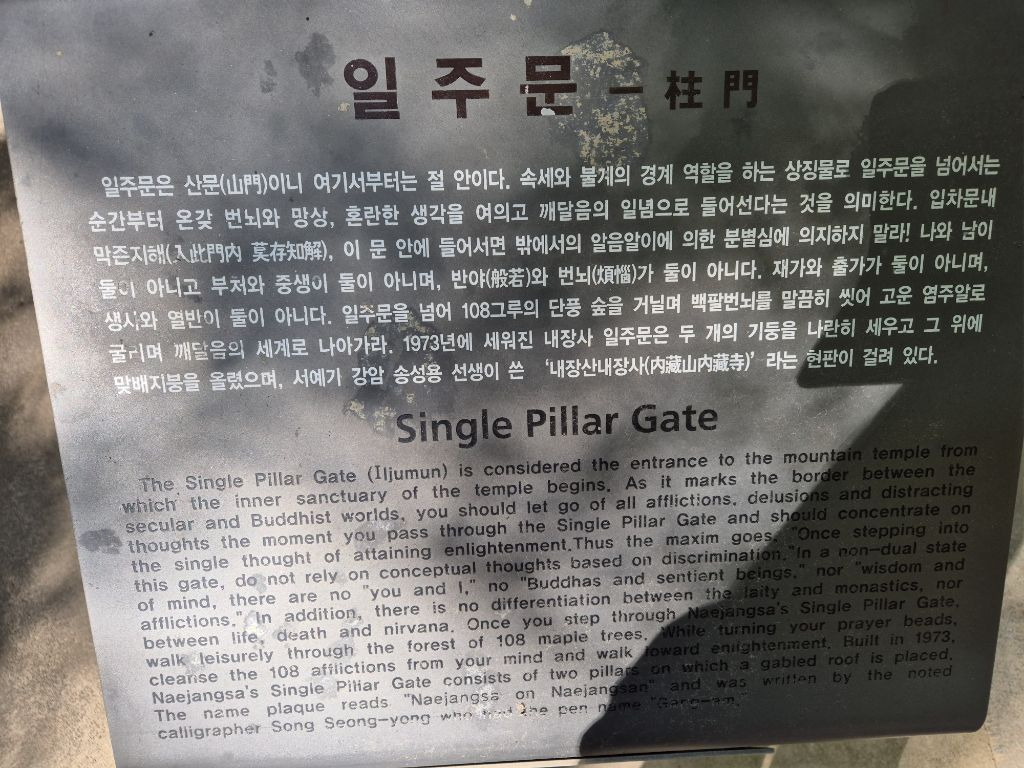 일주문 一柱門
일주문은 산문(山門)이니 여기서부터는 절 안이다. 속세와 불계의 경계 역할을 하는 상징물로 일주문을 넘어서는
순간부터 온갖 번뇌와 망상, 혼란한 생각을 여의고 깨달음의 일념으로 들어선다는 것을 의미한다. 입차문내
막존지해(入此門內 莫存知解), 이 문 안에 들어서면 밖에서의 알음알이에 의한 분별심에 의지하지 말라! 나와 남이
둘이 아니고 부처와 중생이 둘이 아니며, 반야(般若)와 번뇌(煩惱)가 둘이 아니다. 재가와 출가가 둘이 아니며,
생사와 열반이 둘이 아니다. 일주문을 넘어 108그루의 단풍 숲을 거닐며 백팔번뇌를 말끔히 씻어 고운 염주알로
굴리며 깨달음의 세계로 나아가라. 1973년에 세워진 내장사 일주문은 두 개의 기둥을 나란히 세우고 그 위에
맞배지붕을 올렸으며, 서예가 강암 송성용 선생이 쓴 ‘내장산내장사(內藏山內藏寺)’ 라는 현판이 걸려 있다.
Single Pillar Gate
The Single Pillar Gate (Iljumun) is considered the entrance to the mountain temple from
which the inner sanctuary of the temple begins. As it marks the border between the
secular and Buddhist worlds, you should let go of all afflictions, delusions and distracting
thoughts the moment you pass through the Single Pillar Gate and should concentrate on
the single thought of attaining enlightenment.Thus the maxim goes, "Once stepping into
this gate, do not rely on conceptual thoughts based on discrimination."In a non-dual state
of mind, there are no "you and I," no "Buddhas and sentient beings," nor "wisdom and
afflictions." In addition, there is no differentiation between the laity and monastics, nor
between life, death and nirvana. Once you step through Naejangsa's Single Pillar Gate,
walk leisurely through the forest of 108 maple trees. While turning your prayer beads,
cleanse the 108 afflictions from your mind and walk toward enlightenment. Built in 1973,
Naejangsa's Single Pillar Gate consists of two pillars on which a gabled roof is placed.
The name plaque reads "Naejangsa on Naejangsan" and was written by the noted
calligrapher Song Seong-yong who had the pen name "Gang-am."